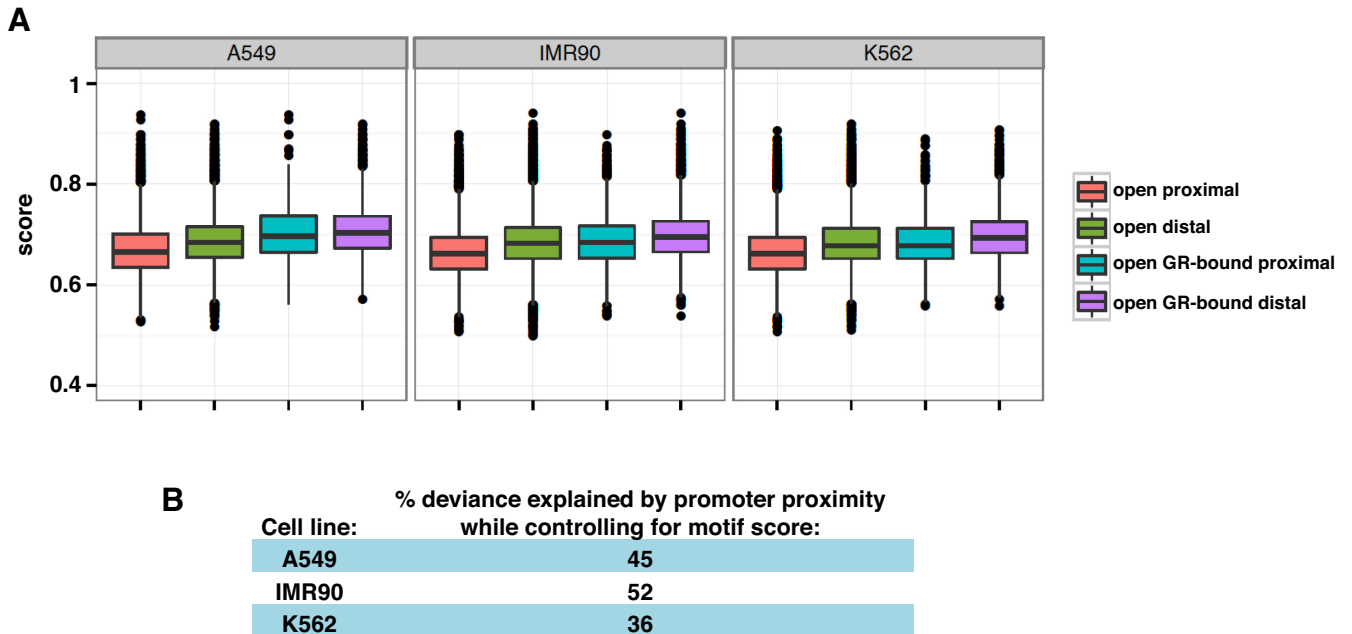 A
A549
IMR90
K562
1
0.8
0.6
0.4
score
open proximal
open distal
open GR-bound proximal
open GR-bound distal
B
% deviance explained by promoter proximity
Cell line: while controlling for motif score:
A549 45
IMR90 52
K562 36